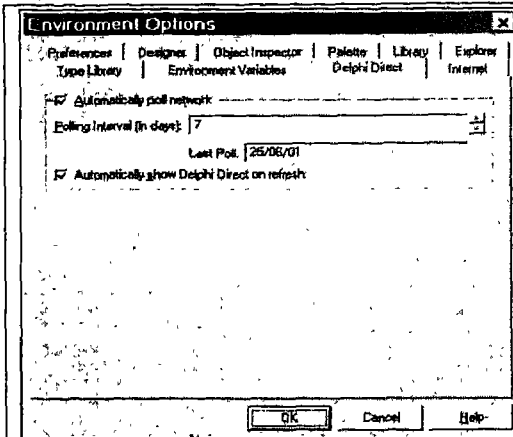 Environment Options
Preferences | Designer | Object Inspector | Palette | Library | Explorer
Type Library | Environment Variables | Delphi Direct | Internet
Automatically poll network
Polling Interval (in days): 7
Last Poll: 25/06/01
Automatically show Delphi Direct on refresh
OK Cancel Help